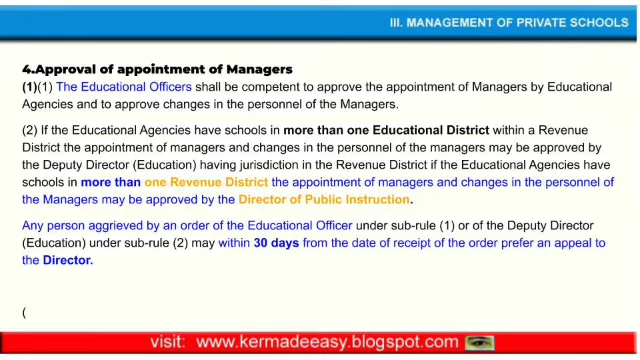 III. MANAGEMENT OF PRIVATE SCHOOLS
4.Approval of appointment of Managers
(1)(1) The Educational Officers shall be competent to approve the appointment of Managers by Educational
Agencies and to approve changes in the personnel of the Managers.
(2) If the Educational Agencies have schools in more than one Educational District within a Revenue
District the appointment of managers and changes in the personnel of the managers may be approved by
the Deputy Director (Education) having jurisdiction in the Revenue District if the Educational Agencies have
schools in more than one Revenue District the appointment of managers and changes in the personnel of
the Managers may be approved by the Director of Public Instruction.
Any person aggrieved by an order of the Educational Officer under sub-rule (1) or of the Deputy Director
(Education) under sub-rule (2) may within 30 days from the date of receipt of the order prefer an appeal to
the Director.
(
visit: www.kermadeeasy.blogspot.com